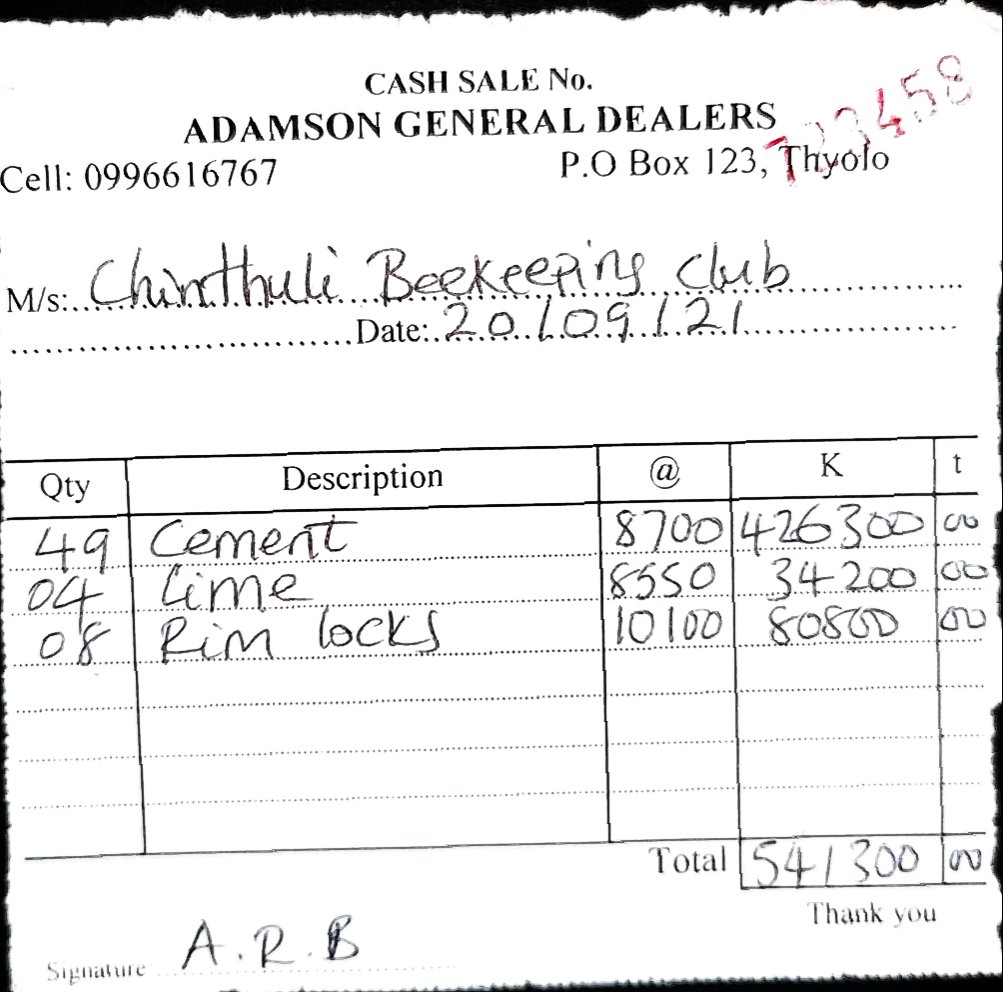 CASH SALE No.
ADAMSON GENERAL DEALERS
Cell: 0996616767 P.O Box 123, Thyolo
M/s: Chinthuli Beekeeping Club
Date: 20/09/21
Qty Description @ K t
49 Cement 8700 426300 00
04 Lime 8550 34200 00
08 Rim locks 10100 80800 00
Total 541300 00
Thank you
Signature A.R.B